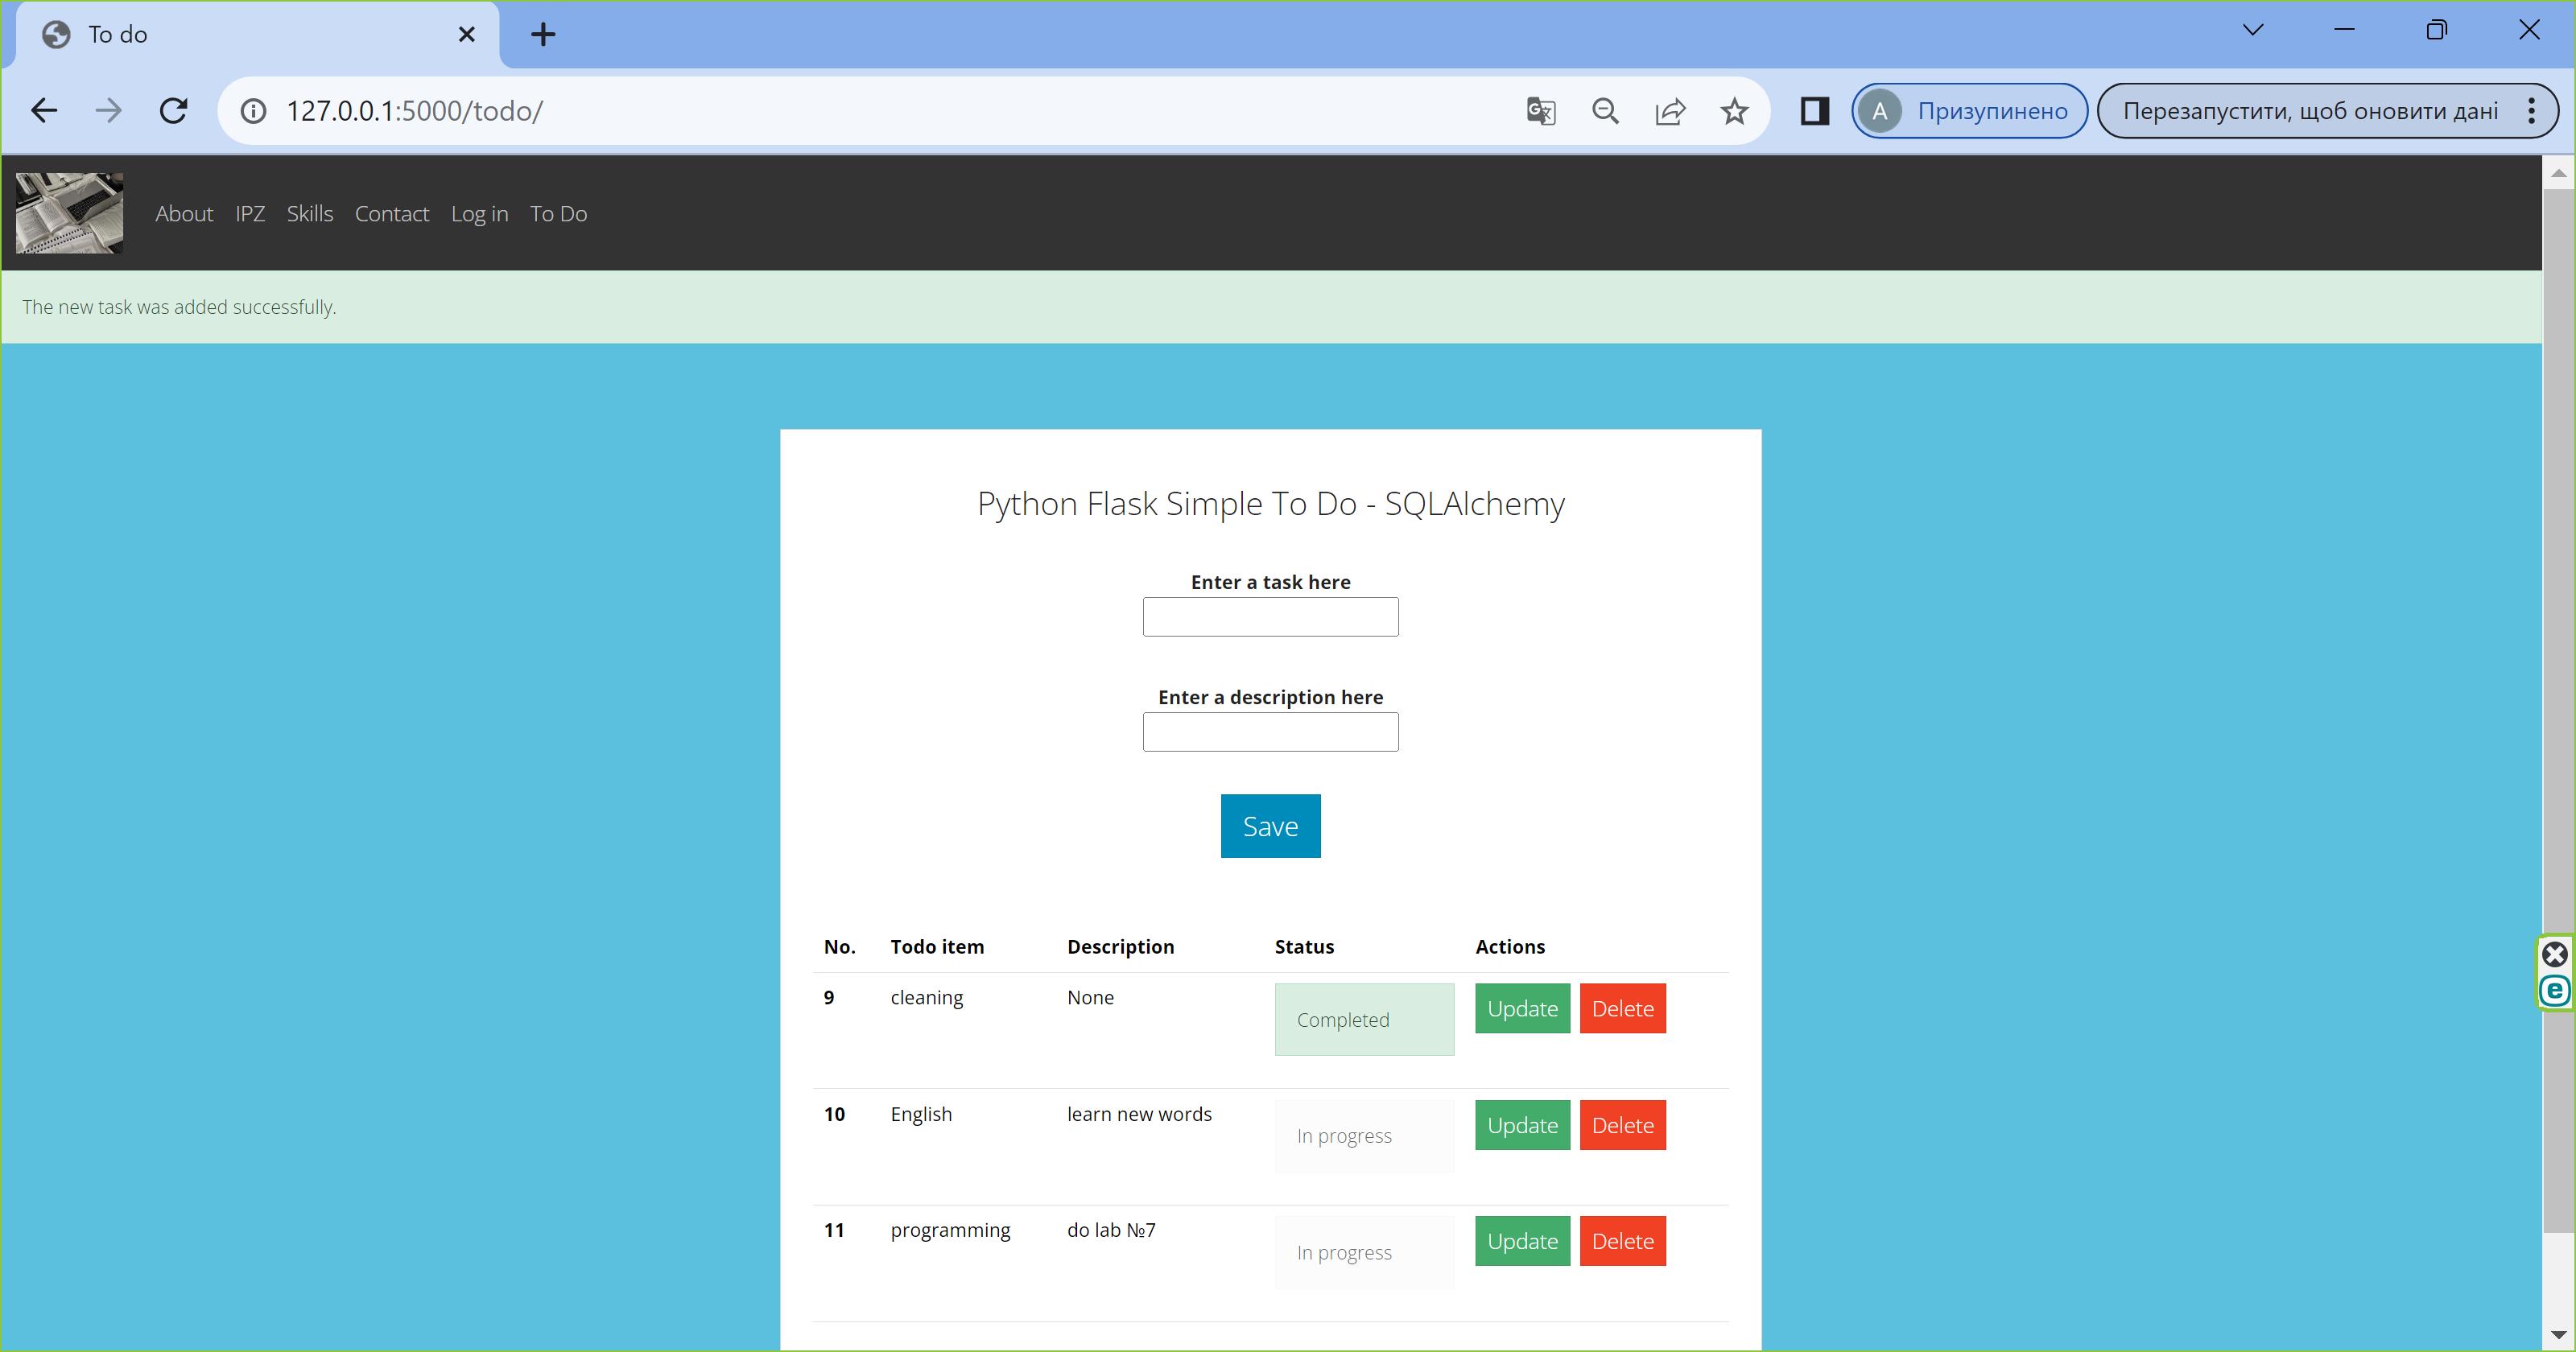 To do
127.0.0.1:5000/todo/
A Призупинено
Перезапустити, щоб оновити дані
About IPZ Skills Contact Log in To Do
The new task was added successfully.
Python Flask Simple To Do - SQLAlchemy
Enter a task here
Enter a description here
Save
No. Todo item Description Status Actions
9 cleaning None Completed Update Delete
10 English learn new words In progress Update Delete
11 programming do lab №7 In progress Update Delete